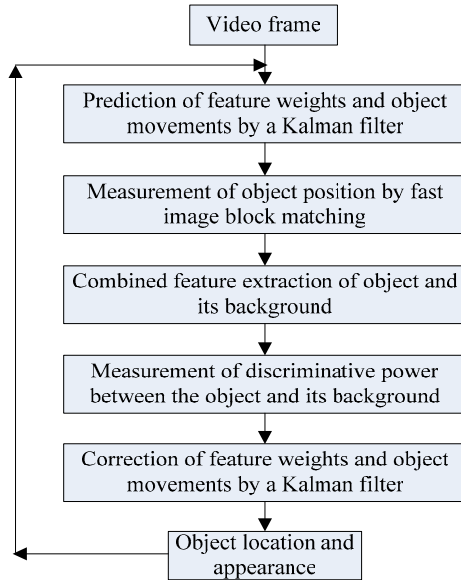 Video frame
Prediction of feature weights and object
movements by a Kalman filter
Measurement of object position by fast
image block matching
Combined feature extraction of object and
its background
Measurement of discriminative power
between the object and its background
Correction of feature weights and object
movements by a Kalman filter
Object location and
appearance